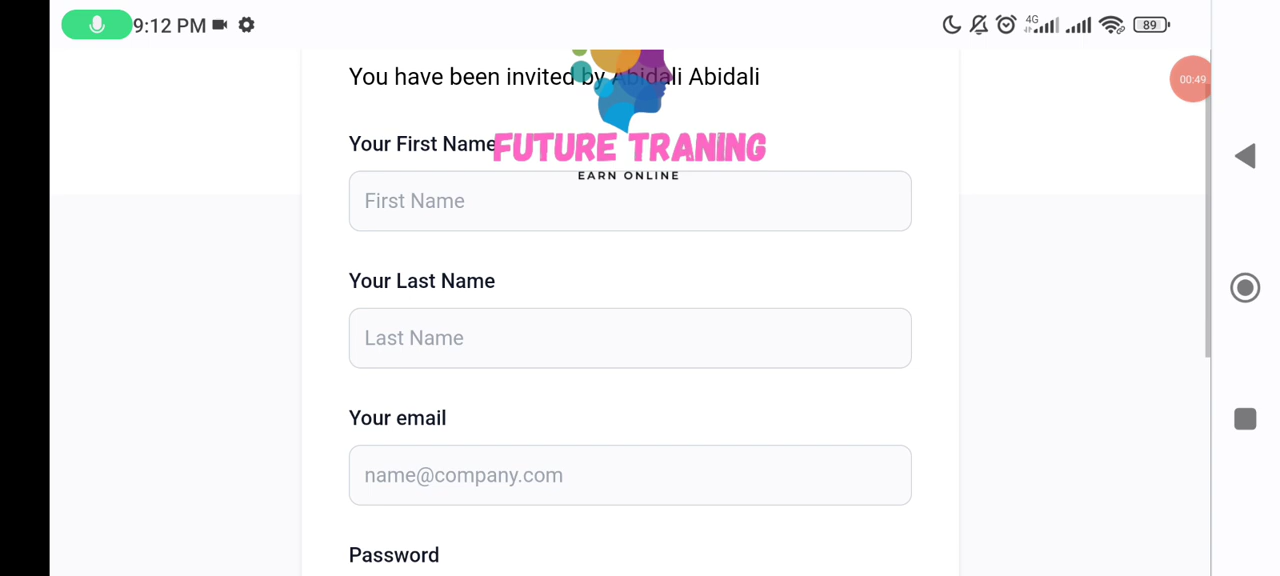 9:12 PM
4G
89
00:49
You have been invited by Abidali Abidali
Your First Name
FUTURE TRANING
EARN ONLINE
First Name
Your Last Name
Last Name
Your email
name@company.com
Password